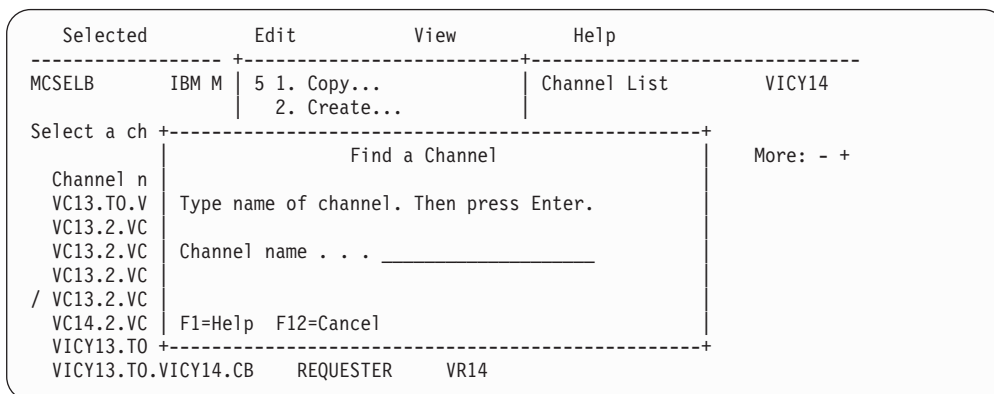 Selected Edit View Help
------------------ +--------------------------+-------------------------------
MCSELB IBM M | 5 1. Copy... | Channel List VICY14
| 2. Create... |
Select a ch +--------------------------------------------------+
| Find a Channel | More: - +
Channel n | |
VC13.TO.V | Type name of channel. Then press Enter. |
VC13.2.VC | |
VC13.2.VC | Channel name . . . ____________________ |
VC13.2.VC | |
/ VC13.2.VC | |
VC14.2.VC | F1=Help F12=Cancel |
VICY13.TO +--------------------------------------------------+
VICY13.TO.VICY14.CB REQUESTER VR14